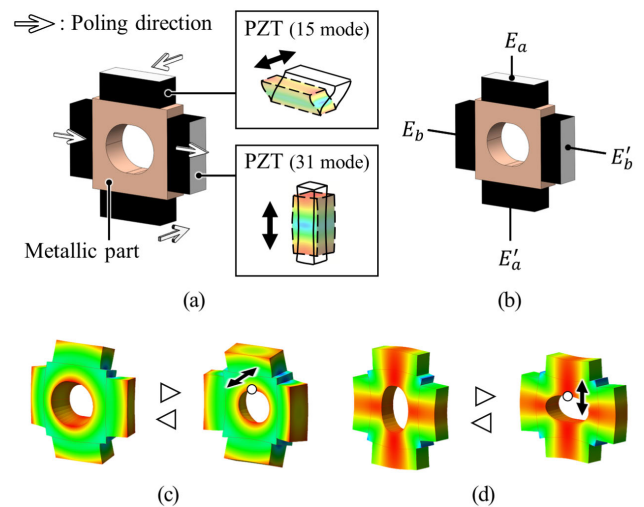 : Poling direction
PZT (15 mode)
PZT (31 mode)
Metallic part
(a)
E_a
E_b
E'_b
E'_a
(b)
(c)
(d)